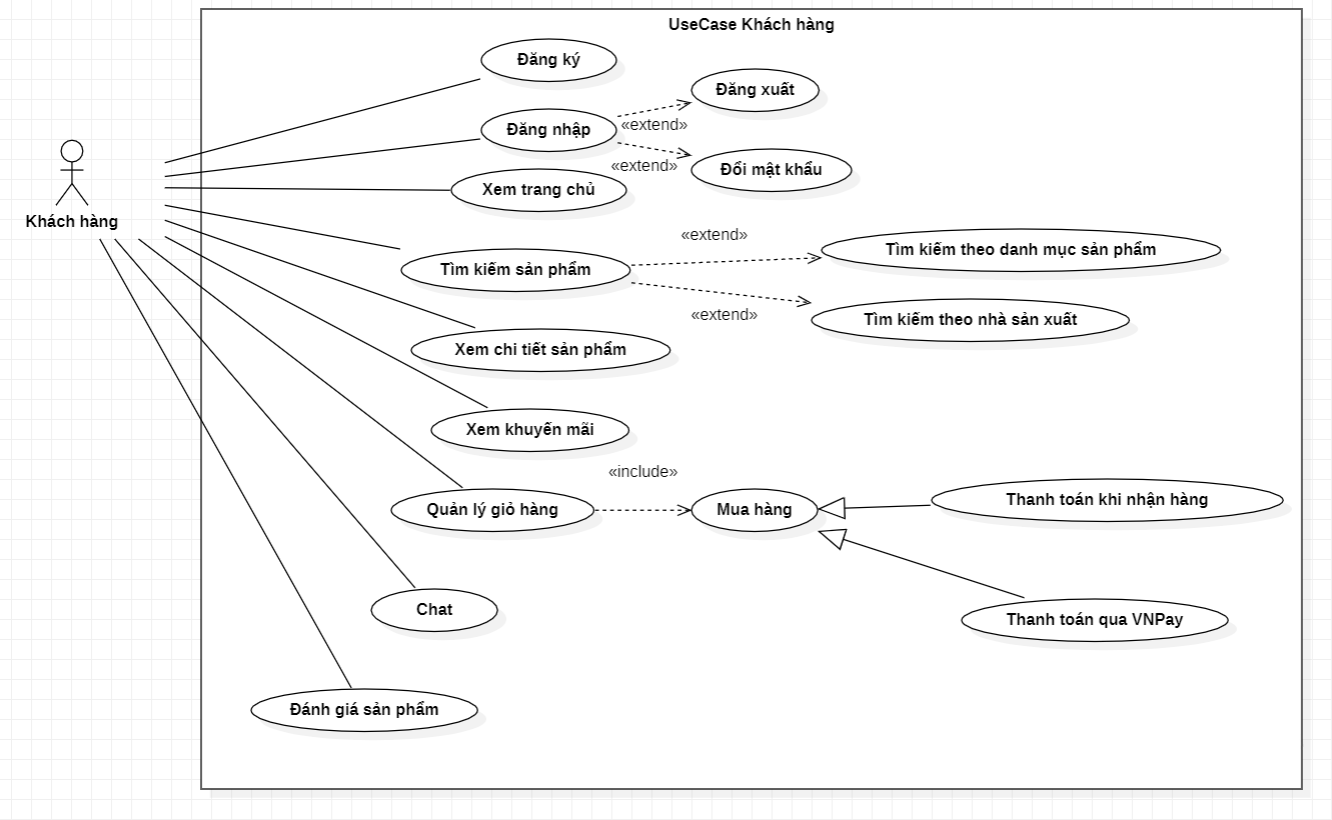 UseCase Khách hàng
Đăng ký
Đăng xuất
Đăng nhập
«extend»
«extend»
Đổi mật khẩu
Xem trang chủ
Khách hàng
«extend»
Tìm kiếm theo danh mục sản phẩm
Tìm kiếm sản phẩm
«extend»
Tìm kiếm theo nhà sản xuất
Xem chi tiết sản phẩm
Xem khuyến mãi
«include»
Quản lý giỏ hàng
Mua hàng
Thanh toán khi nhận hàng
Chat
Thanh toán qua VNPay
Đánh giá sản phẩm